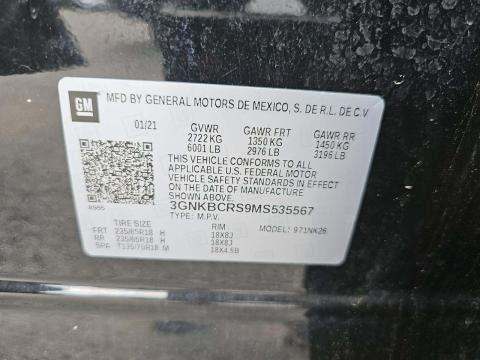 GM
MFD BY GENERAL MOTORS DE MEXICO, S. DE R.L. DE C.V
01/21 GVWR GAWR FRT GAWR RR
2722 KG 1350 KG 1450 KG
6001 LB 2976 LB 3196 LB
THIS VEHICLE CONFORMS TO ALL
APPLICABLE U.S. FEDERAL MOTOR
VEHICLE SAFETY STANDARDS IN EFFECT
ON THE DATE OF MANUFACTURE SHOWN ABOVE.
3GNKBCRS9MS535567
TYPE: M.P.V. MODEL: 971NK26
TIRE SIZE RIM
FRT 235/65R18 H 18X8J
RR 235/65R18 H 18X8J
SPA T135/70R18 M 18X4.5B